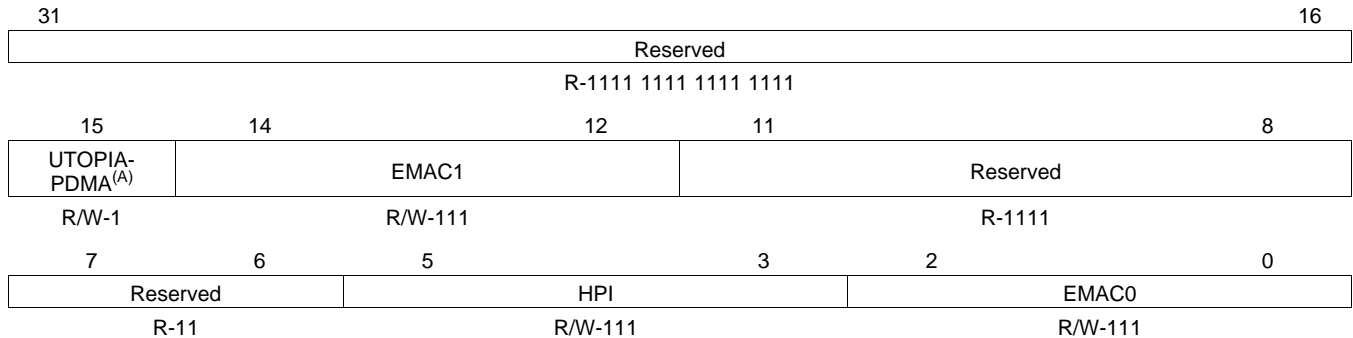 31 16
Reserved
R-1111 1111 1111 1111
15 14 12 11 8
UTOPIA-
PDMA(A) EMAC1 Reserved
R/W-1 R/W-111 R-1111
7 6 5 3 2 0
Reserved HPI EMAC0
R-11 R/W-111 R/W-111